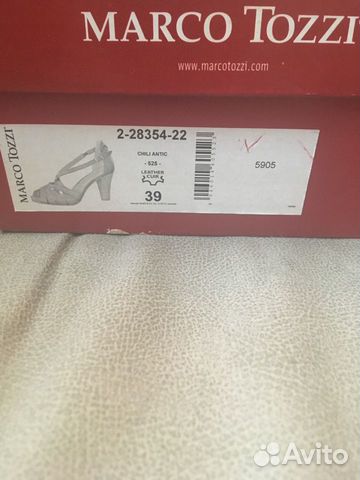 MARCO TOZZI
www.marcotozzi.com
MARCO TOZZI
2-28354-22
CHILI ANTIC
- 525 -
LEATHER
CUIR
39
5905
Avito